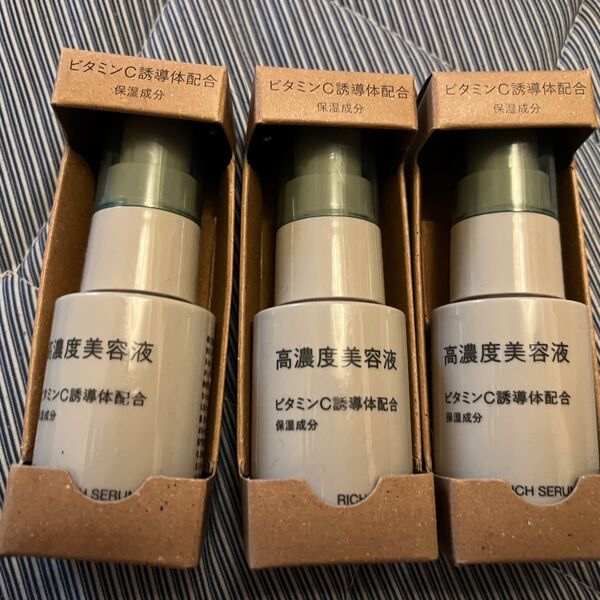 ビタミンC誘導体配合
保湿成分
高濃度美容液
ビタミンC誘導体配合
保湿成分
CH SERUM
ビタミンC誘導体配合
保湿成分
高濃度美容液
ビタミンC誘導体配合
保湿成分
RICH
ビタミンC誘導体配合
保湿成分
高濃度美容液
ビタミンC誘導体配合
保湿成分
RICH SERUM